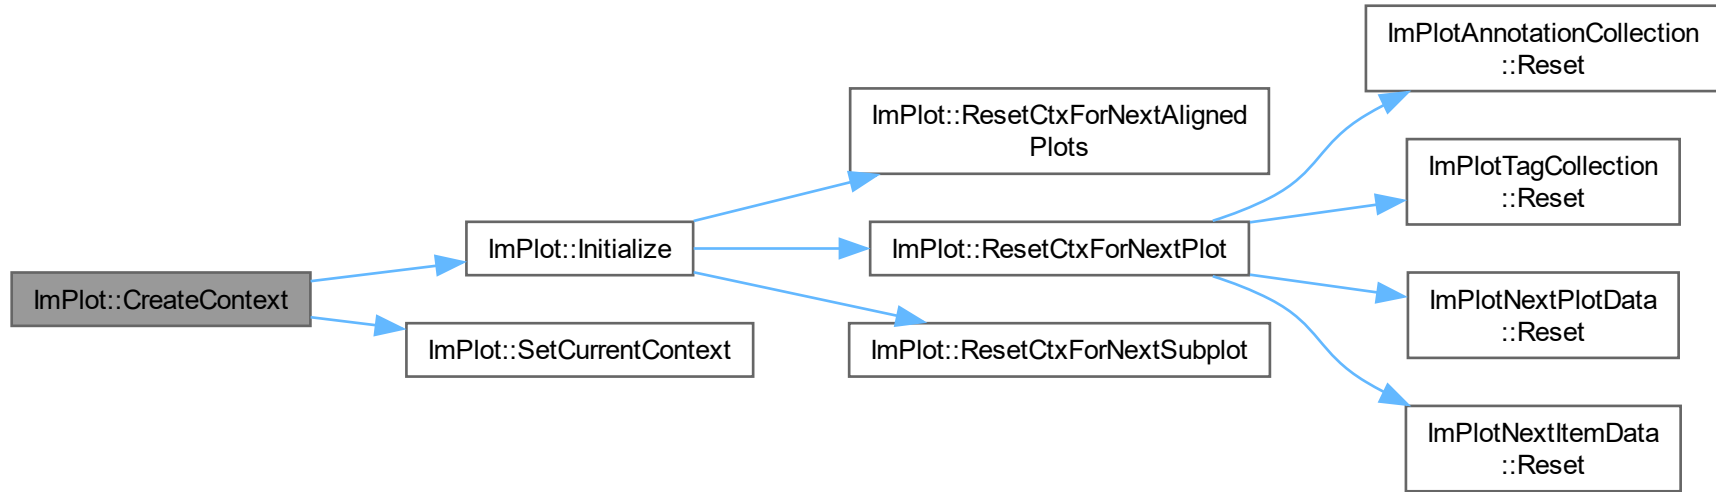 ImPlot::CreateContext
ImPlot::Initialize
ImPlot::SetCurrentContext
ImPlot::ResetCtxForNextAligned
Plots
ImPlot::ResetCtxForNextPlot
ImPlot::ResetCtxForNextSubplot
ImPlotAnnotationCollection
::Reset
ImPlotTagCollection
::Reset
ImPlotNextPlotData
::Reset
ImPlotNextItemData
::Reset